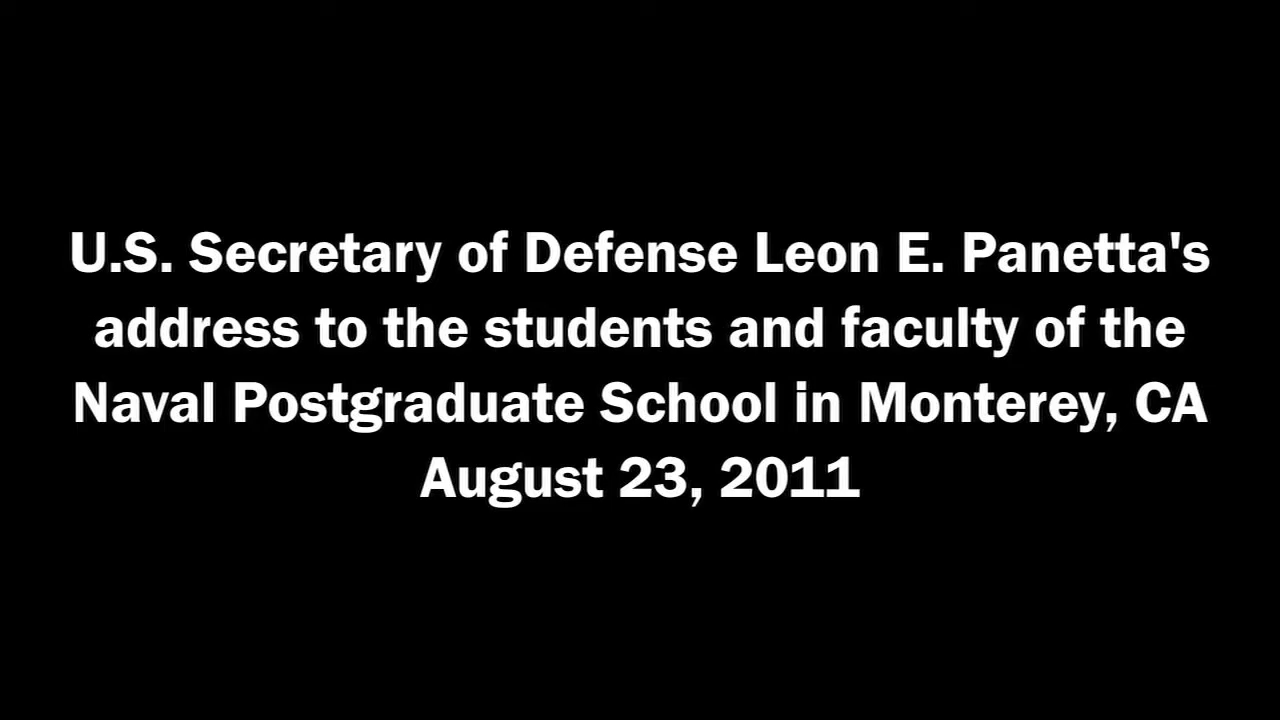 U.S. Secretary of Defense Leon E. Panetta's
address to the students and faculty of the
Naval Postgraduate School in Monterey, CA
August 23, 2011